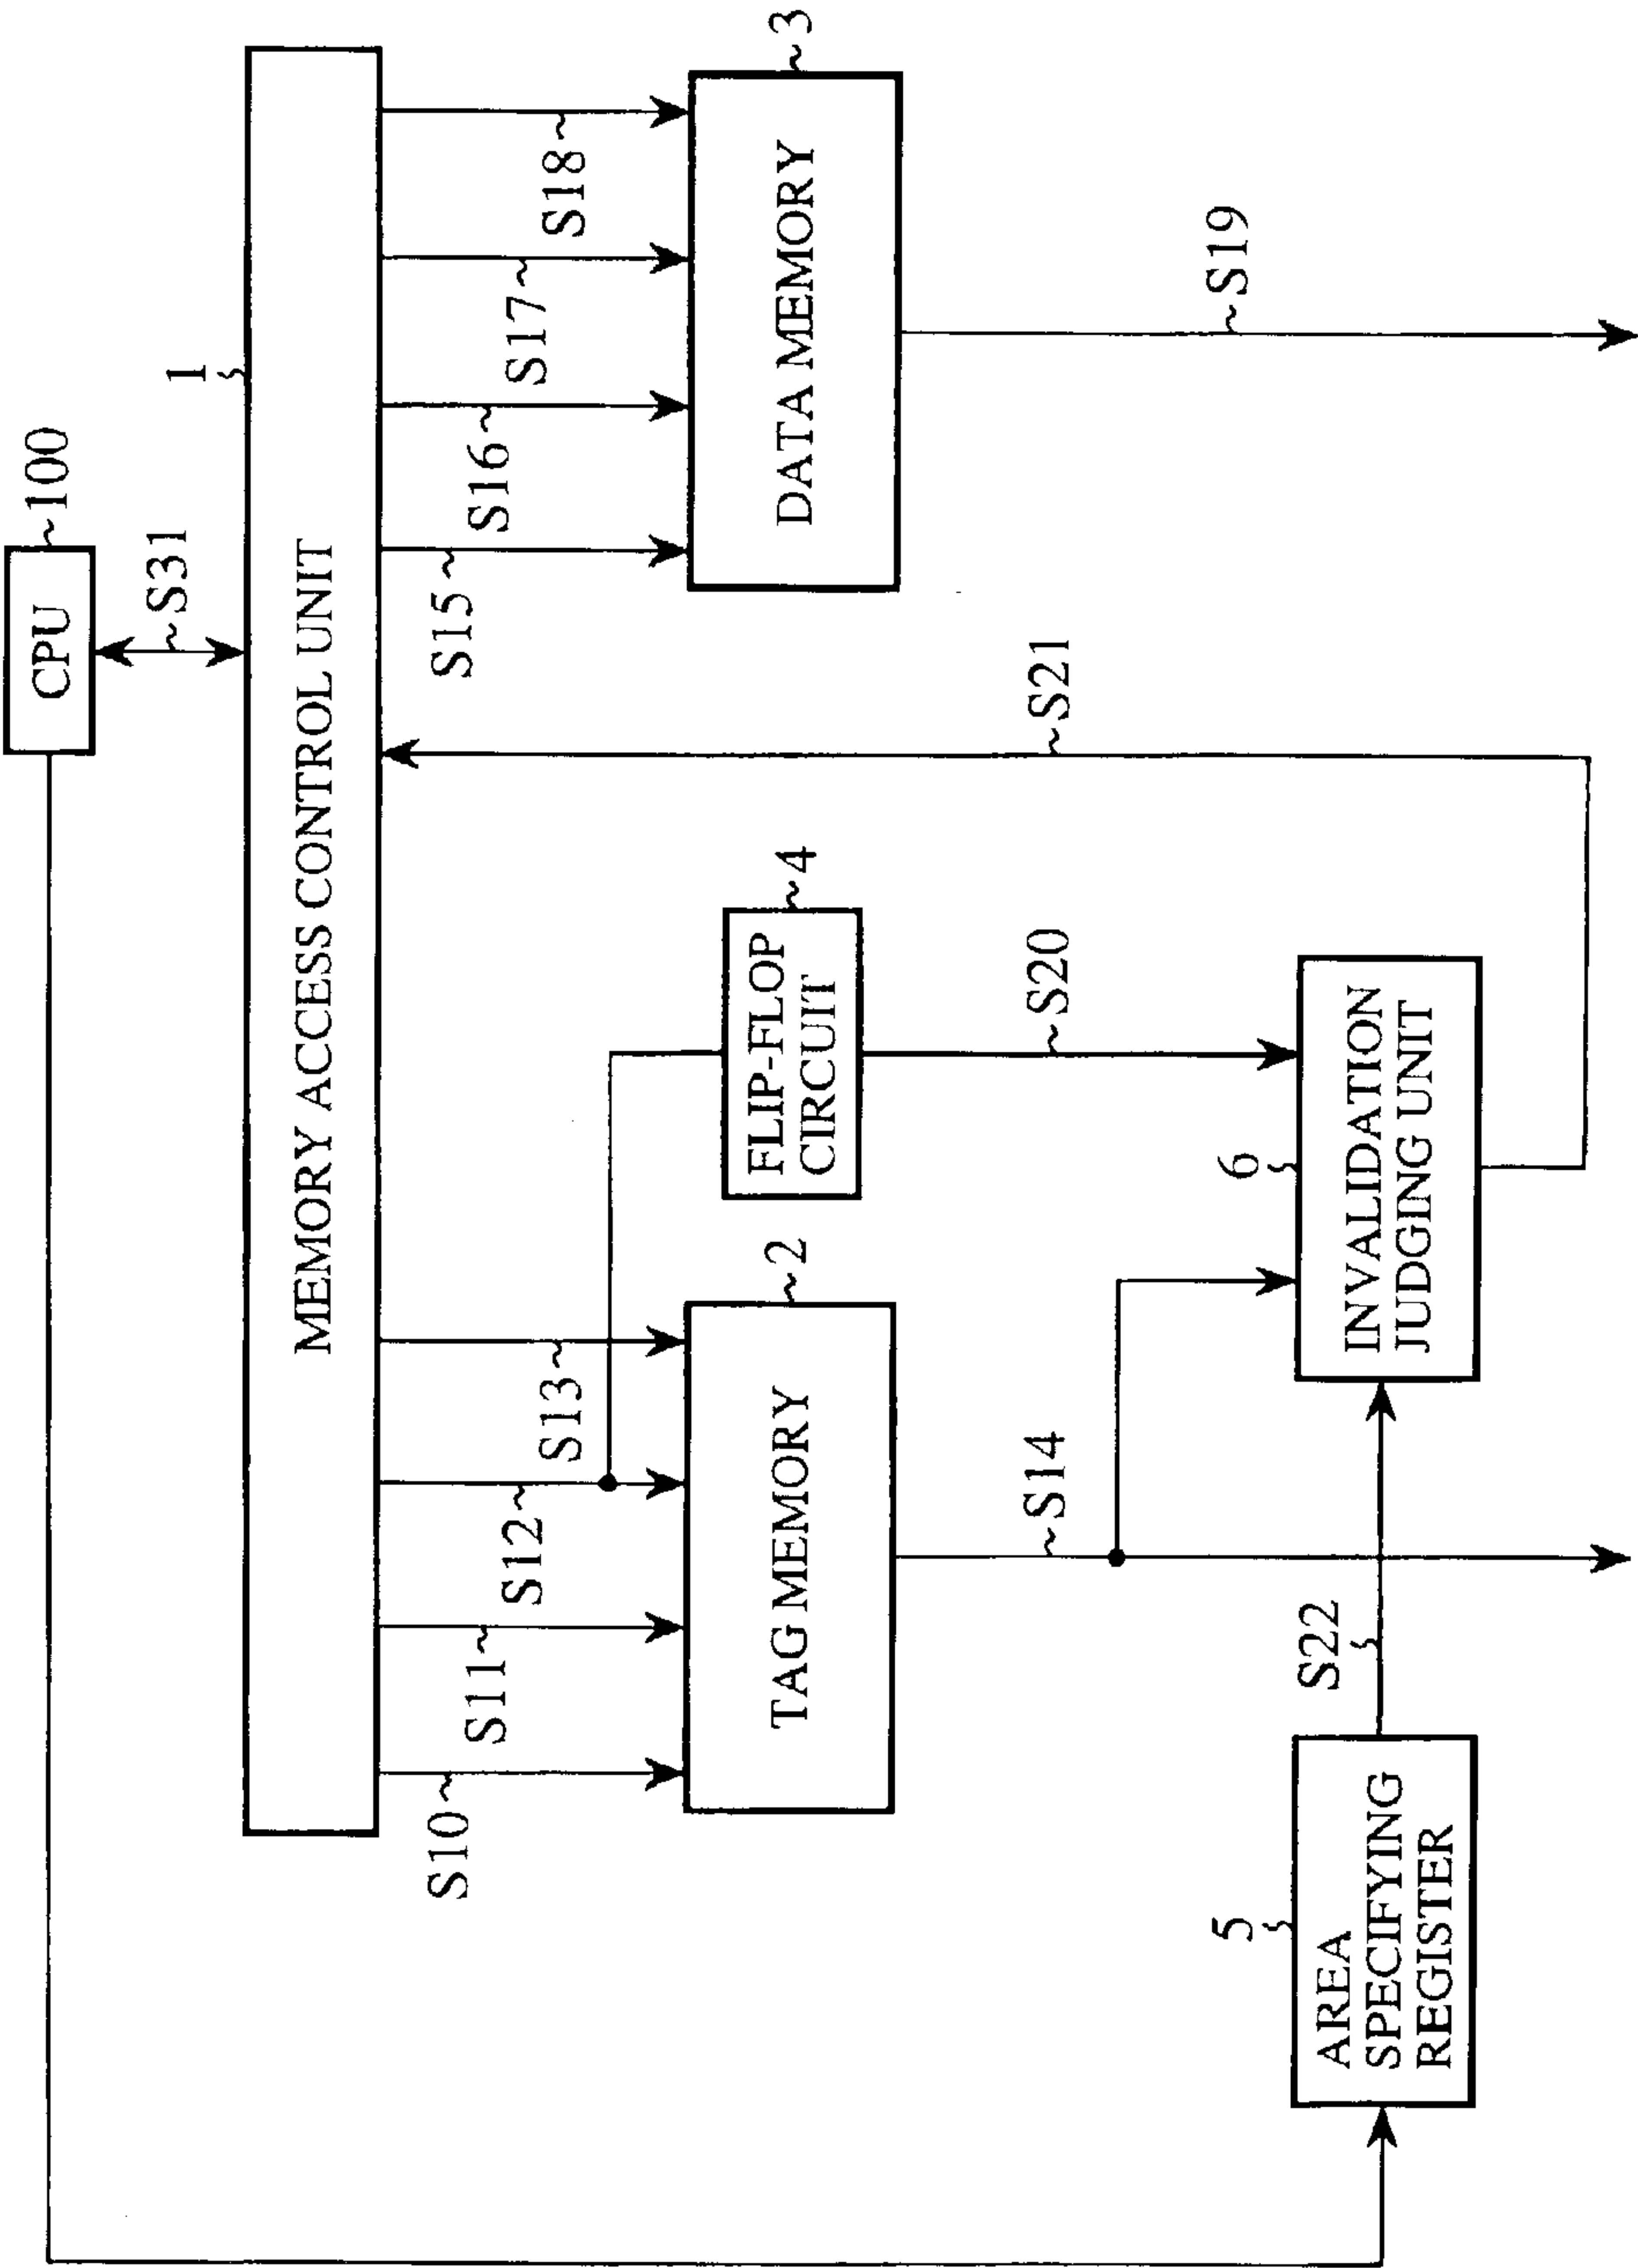 CPU
100
S31
1
MEMORY ACCESS CONTROL UNIT
S10
S11
S12
S13
S15
S16
S17
S18
TAG MEMORY
2
FLIP-FLOP
CIRCUIT
4
DATA MEMORY
3
S14
S20
S21
S19
5
AREA
SPECIFYING
REGISTER
S22
6
INVALIDATION
JUDGING UNIT